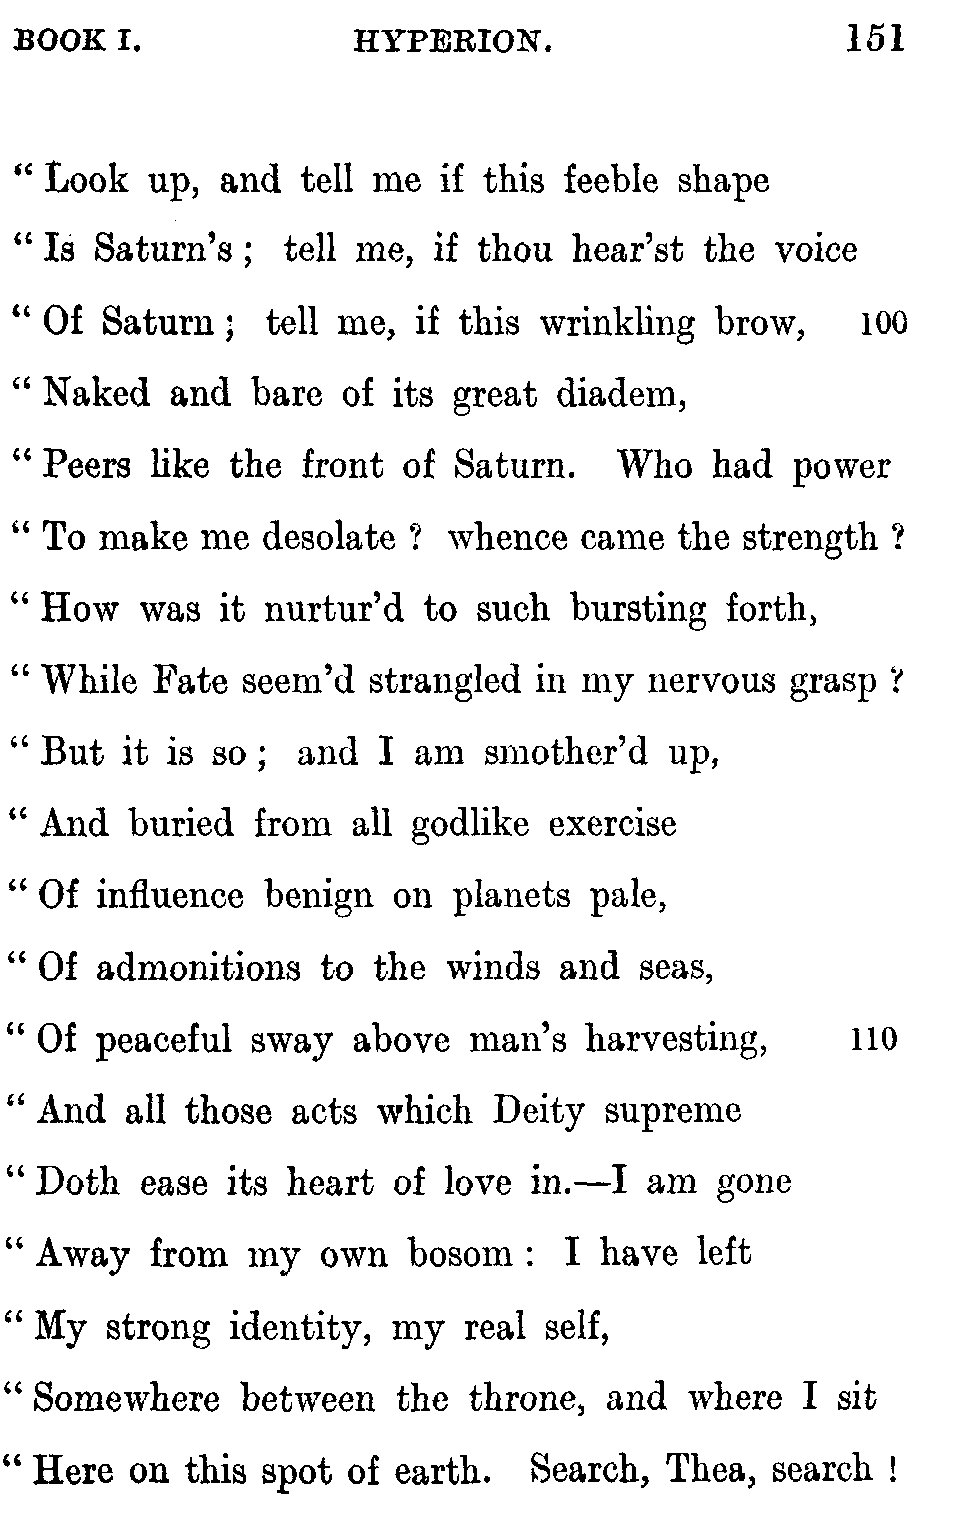 BOOK I. HYPERION. 151
“ Look up, and tell me if this feeble shape
“ Is Saturn’s ; tell me, if thou hear’st the voice
“ Of Saturn ; tell me, if this wrinkling brow, 100
“ Naked and bare of its great diadem,
“ Peers like the front of Saturn. Who had power
“ To make me desolate ? whence came the strength ?
“ How was it nurtur’d to such bursting forth,
“ While Fate seem’d strangled in my nervous grasp ?
“ But it is so ; and I am smother’d up,
“ And buried from all godlike exercise
“ Of influence benign on planets pale,
“ Of admonitions to the winds and seas,
“ Of peaceful sway above man’s harvesting, 110
“ And all those acts which Deity supreme
“ Doth ease its heart of love in.—I am gone
“ Away from my own bosom : I have left
“ My strong identity, my real self,
“ Somewhere between the throne, and where I sit
“ Here on this spot of earth. Search, Thea, search !